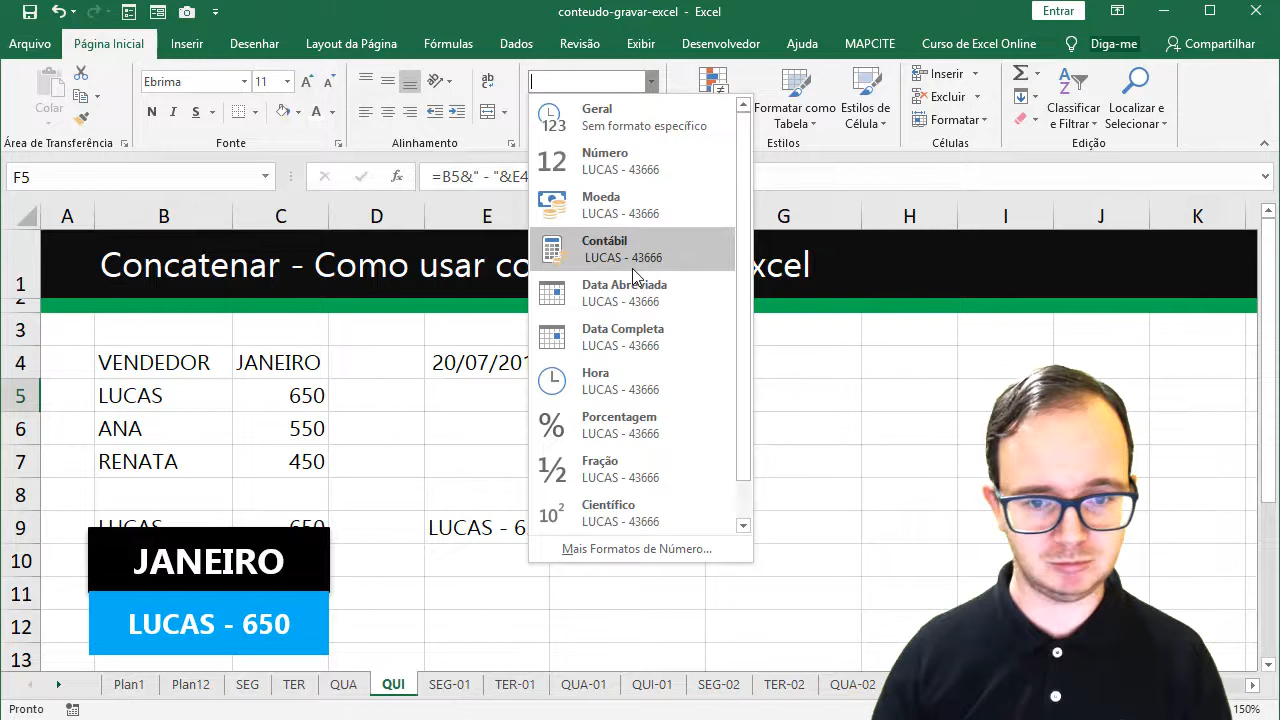 conteudo-gravar-excel - Excel
Entrar
Arquivo
Página Inicial
Inserir
Desenhar
Layout da Página
Fórmulas
Dados
Revisão
Exibir
Desenvolvedor
Ajuda
MAPCITE
Curso de Excel Online
Diga-me
Compartilhar
Colar
Ebrima
11
N I S
Formatar como Tabela
Estilos de Célula
Inserir
Excluir
Formatar
Classificar e Filtrar
Localizar e Selecionar
Área de Transferência
Fonte
Alinhamento
Estilos
Células
Edição
F5
fx
=B5&" - "&E4
Geral
Sem formato específico
Número
LUCAS - 43666
Moeda
LUCAS - 43666
Contábil
LUCAS - 43666
Data Abreviada
LUCAS - 43666
Data Completa
LUCAS - 43666
Hora
LUCAS - 43666
Porcentagem
LUCAS - 43666
Fração
LUCAS - 43666
Científico
LUCAS - 43666
Mais Formatos de Número...
A B C D E G H I J K
1 Concatenar - Como usar co xcel
2
3
4 VENDEDOR JANEIRO 20/07/201
5 LUCAS 650
6 ANA 550
7 RENATA 450
8
9 LUCAS 650 LUCAS - 6
10
11
12
13
JANEIRO
LUCAS - 650
Plan1 Plan12 SEG TER QUA QUI SEG-01 TER-01 QUA-01 QUI-01 SEG-02 TER-02 QUA-02
Pronto
150%